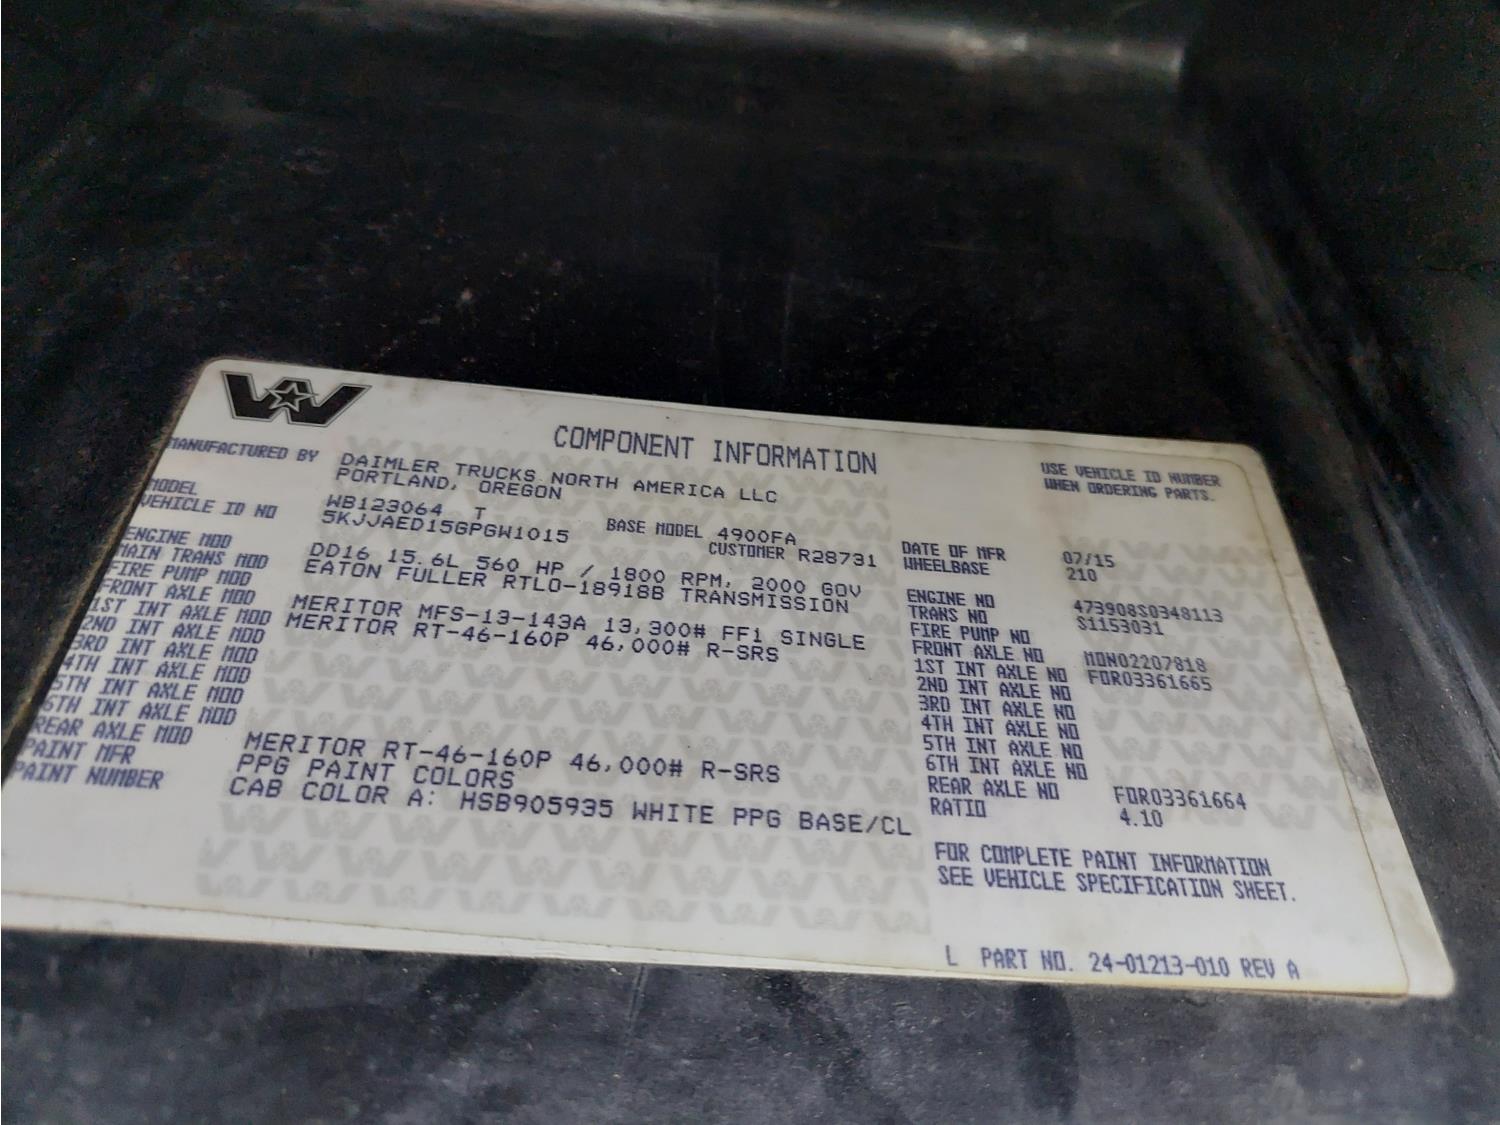 COMPONENT INFORMATION
USE VEHICLE ID NUMBER
WHEN ORDERING PARTS.
MANUFACTURED BY DAIMLER TRUCKS NORTH AMERICA LLC
PORTLAND, OREGON
MODEL WB123064 T BASE MODEL 4900FA DATE OF MFR 07/15
VEHICLE ID NO 5KJJAED15GPGW1015 CUSTOMER R28731 WHEELBASE 210
ENGINE MOD DD16 15.6L 560 HP / 1800 RPM, 2000 GOV ENGINE NO 473908S0348113
MAIN TRANS MOD EATON FULLER RTLO-18918B TRANSMISSION TRANS NO S1153031
FIRE PUMP MOD FIRE PUMP NO
FRONT AXLE MOD MERITOR MFS-13-143A 13,300# FF1 SINGLE FRONT AXLE NO MON02207818
1ST INT AXLE MOD MERITOR RT-46-160P 46,000# R-SRS 1ST INT AXLE NO FOR03361665
2ND INT AXLE MOD 2ND INT AXLE NO
3RD INT AXLE MOD 3RD INT AXLE NO
4TH INT AXLE MOD 4TH INT AXLE NO
5TH INT AXLE MOD 5TH INT AXLE NO
6TH INT AXLE MOD 6TH INT AXLE NO
REAR AXLE MOD MERITOR RT-46-160P 46,000# R-SRS REAR AXLE NO FOR03361664
PAINT MFR PPG PAINT COLORS RATIO 4.10
PAINT NUMBER CAB COLOR A: HSB905935 WHITE PPG BASE/CL
FOR COMPLETE PAINT INFORMATION
SEE VEHICLE SPECIFICATION SHEET.
L PART NO. 24-01213-010 REV A